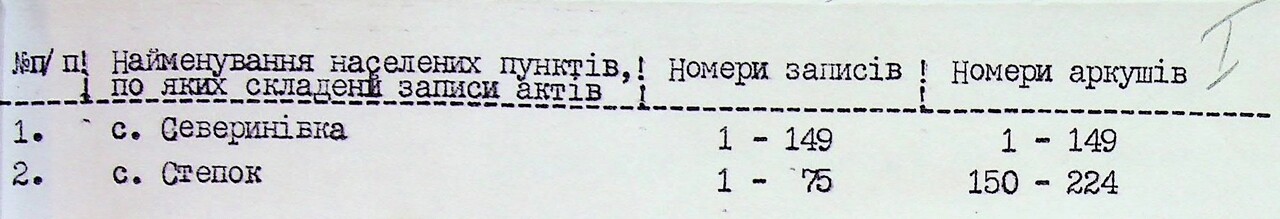 I
№п/п! Найменування населених пунктів,! Номери записів ! Номери аркушів
! по яких складені записи актів ! !
1. с. Северинівка 1 - 149 1 - 149
2. с. Степок 1 - 75 150 - 224